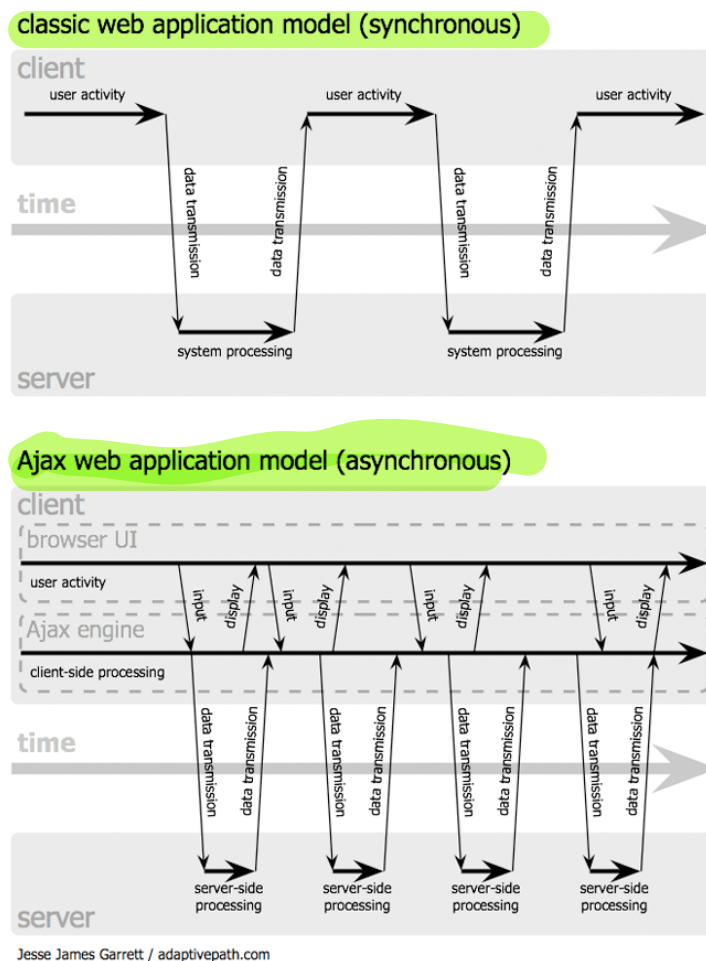 classic web application model (synchronous)
client
user activity
user activity
user activity
data transmission
data transmission
data transmission
data transmission
time
system processing
system processing
server
Ajax web application model (asynchronous)
client
browser UI
user activity
input
display
input
display
input
display
input
display
Ajax engine
client-side processing
data transmission
data transmission
data transmission
data transmission
data transmission
data transmission
data transmission
data transmission
time
server-side
processing
server-side
processing
server-side
processing
server-side
processing
server
Jesse James Garrett / adaptivepath.com